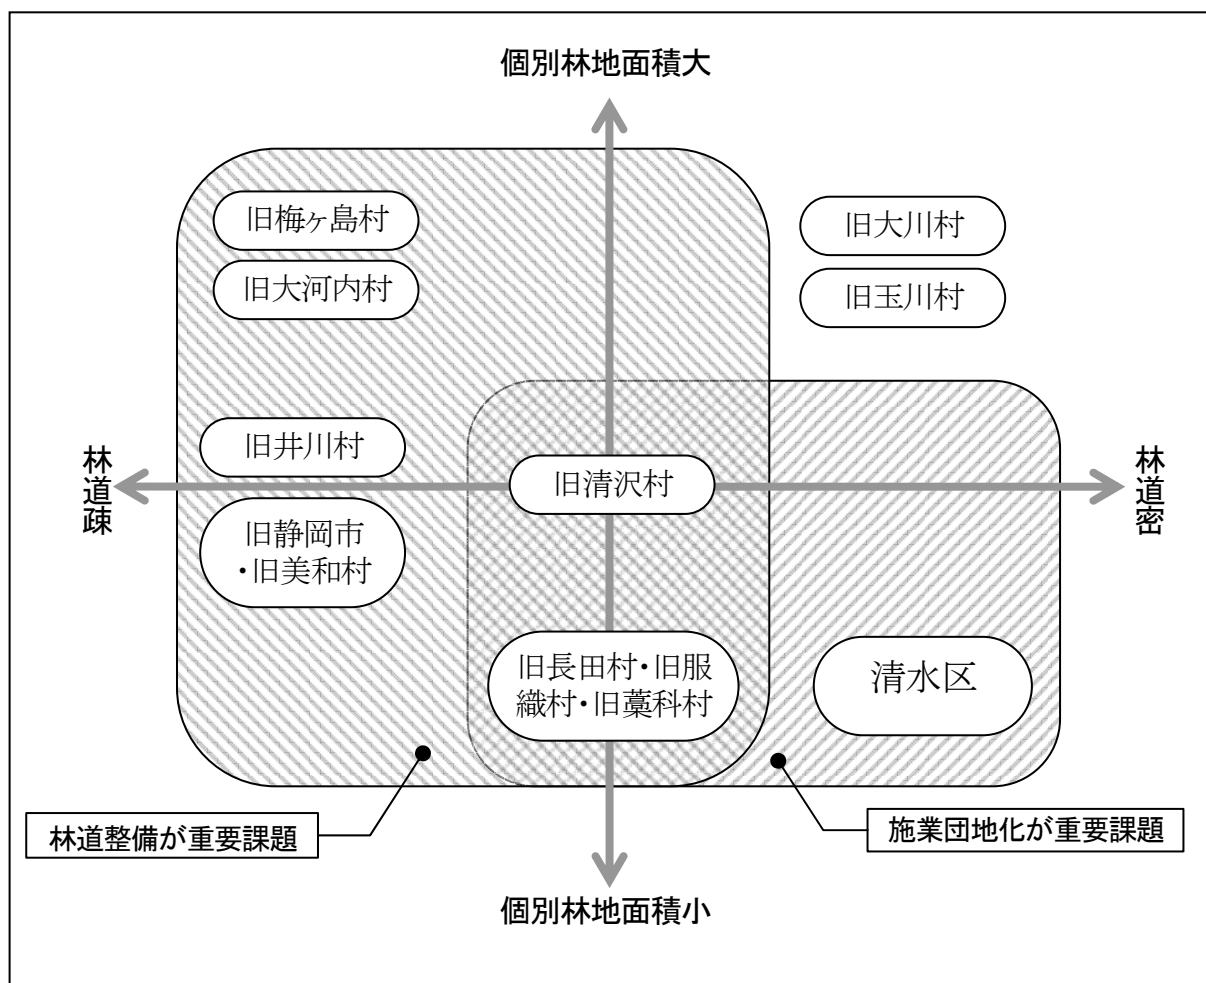 個別林地面積大
旧梅ヶ島村
旧大川村
旧大河内村
旧玉川村
旧井川村
林道疎
旧清沢村
林道密
旧静岡市
・旧美和村
旧長田村・旧服
織村・旧藁科村
清水区
林道整備が重要課題
施業団地化が重要課題
個別林地面積小